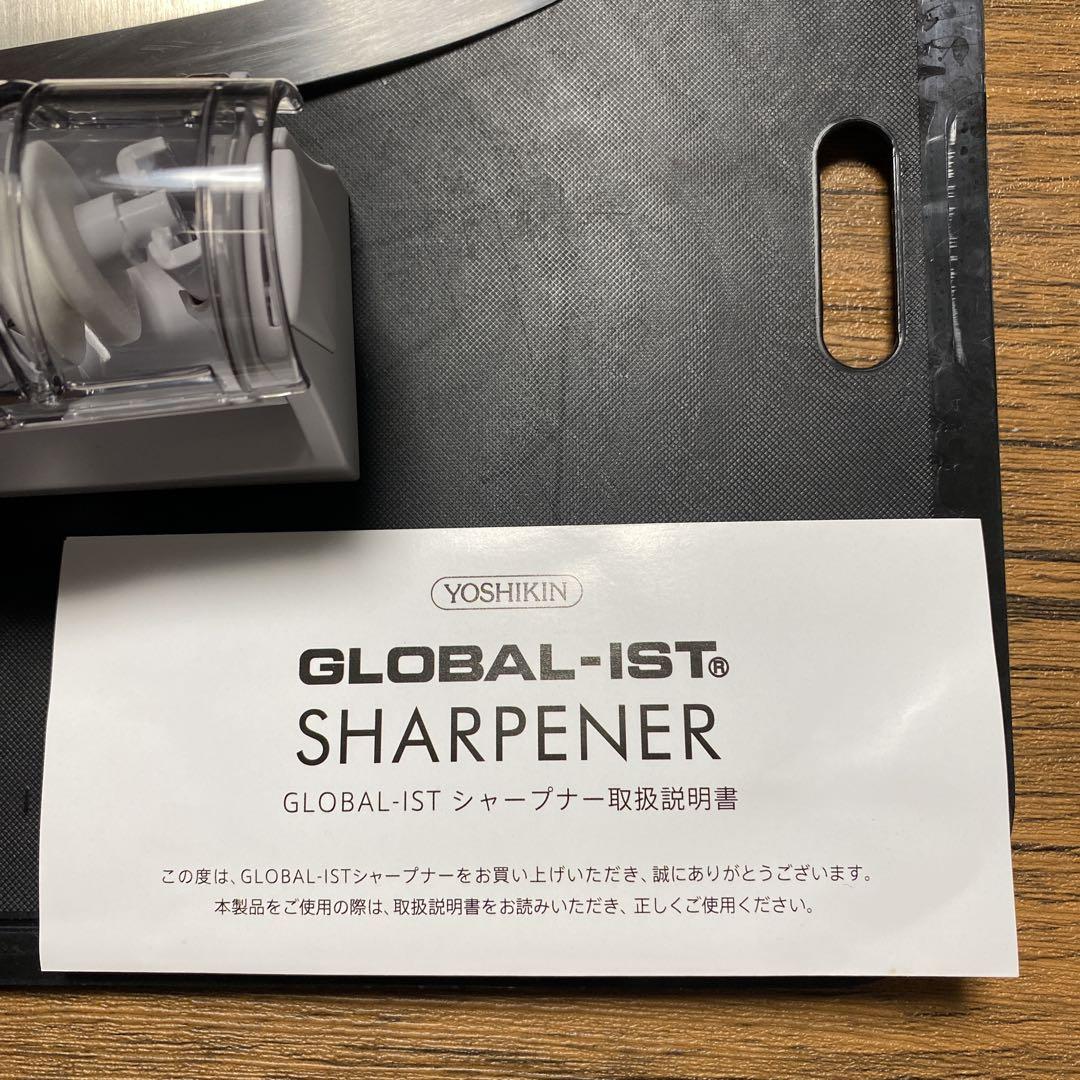 YOSHIKIN
GLOBAL-IST®
SHARPENER
GLOBAL-IST シャープナー取扱説明書
この度は、GLOBAL-ISTシャープナーをお買い上げいただき、誠にありがとうございます。
本製品をご使用の際は、取扱説明書をお読みいただき、正しくご使用ください。